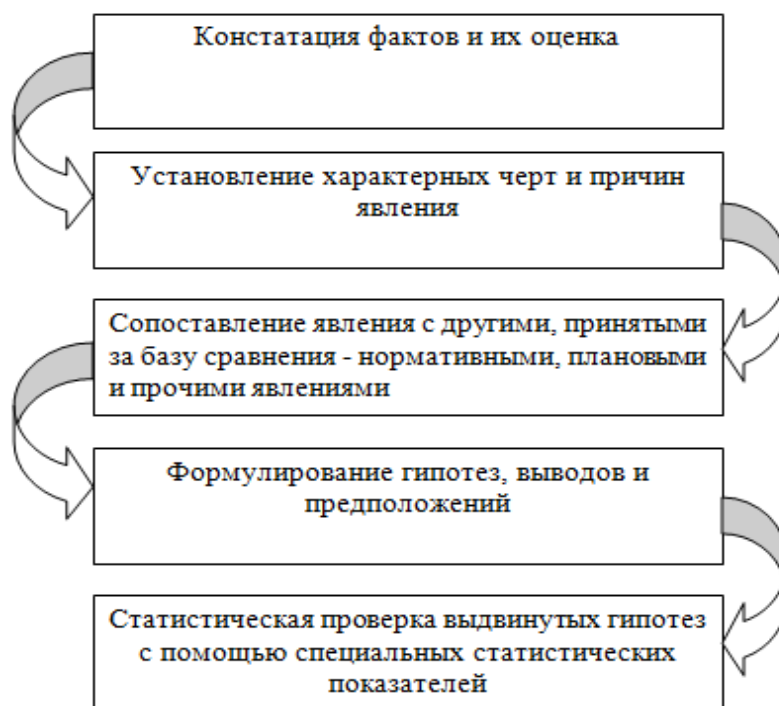 Констатация фактов и их оценка
Установление характерных черт и причин
явления
Сопоставление явления с другими, принятыми
за базу сравнения - нормативными, плановыми
и прочими явлениями
Формулирование гипотез, выводов и
предположений
Статистическая проверка выдвинутых гипотез
с помощью специальных статистических
показателей